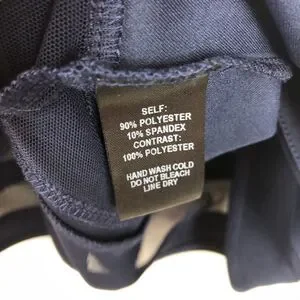 SELF:
90% POLYESTER
10% SPANDEX
CONTRAST:
100% POLYESTER
HAND WASH COLD
DO NOT BLEACH
LINE DRY